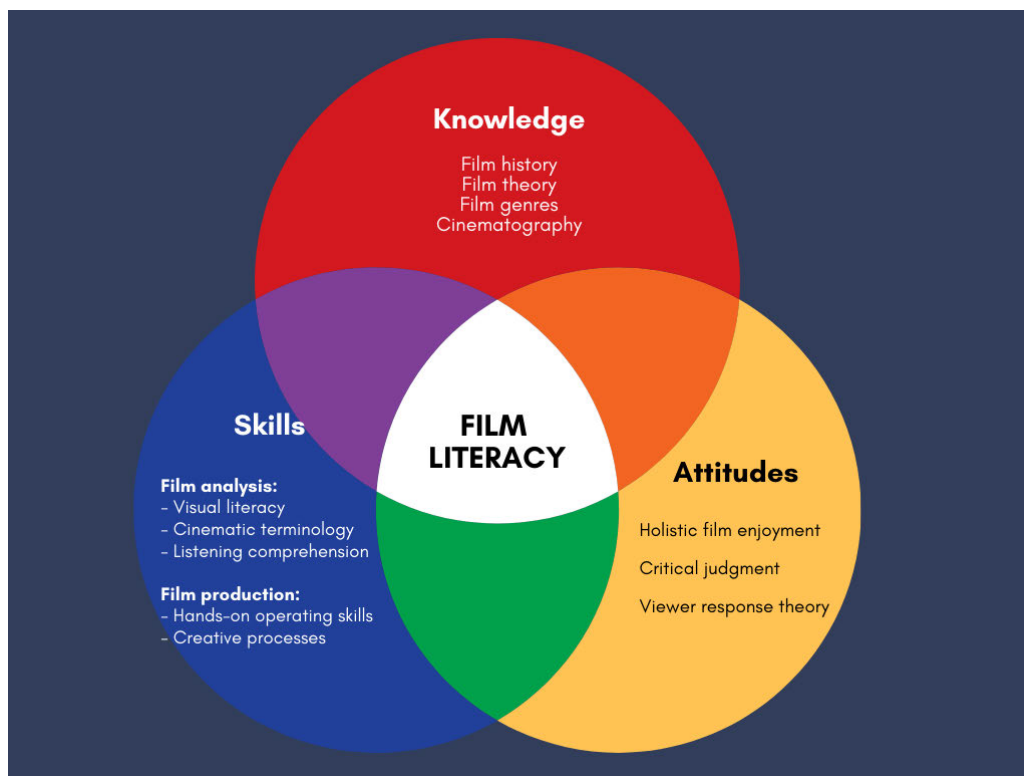 Knowledge
Film history
Film theory
Film genres
Cinematography
Skills
Film analysis:
- Visual literacy
- Cinematic terminology
- Listening comprehension
Film production:
- Hands-on operating skills
- Creative processes
FILM
LITERACY
Attitudes
Holistic film enjoyment
Critical judgment
Viewer response theory